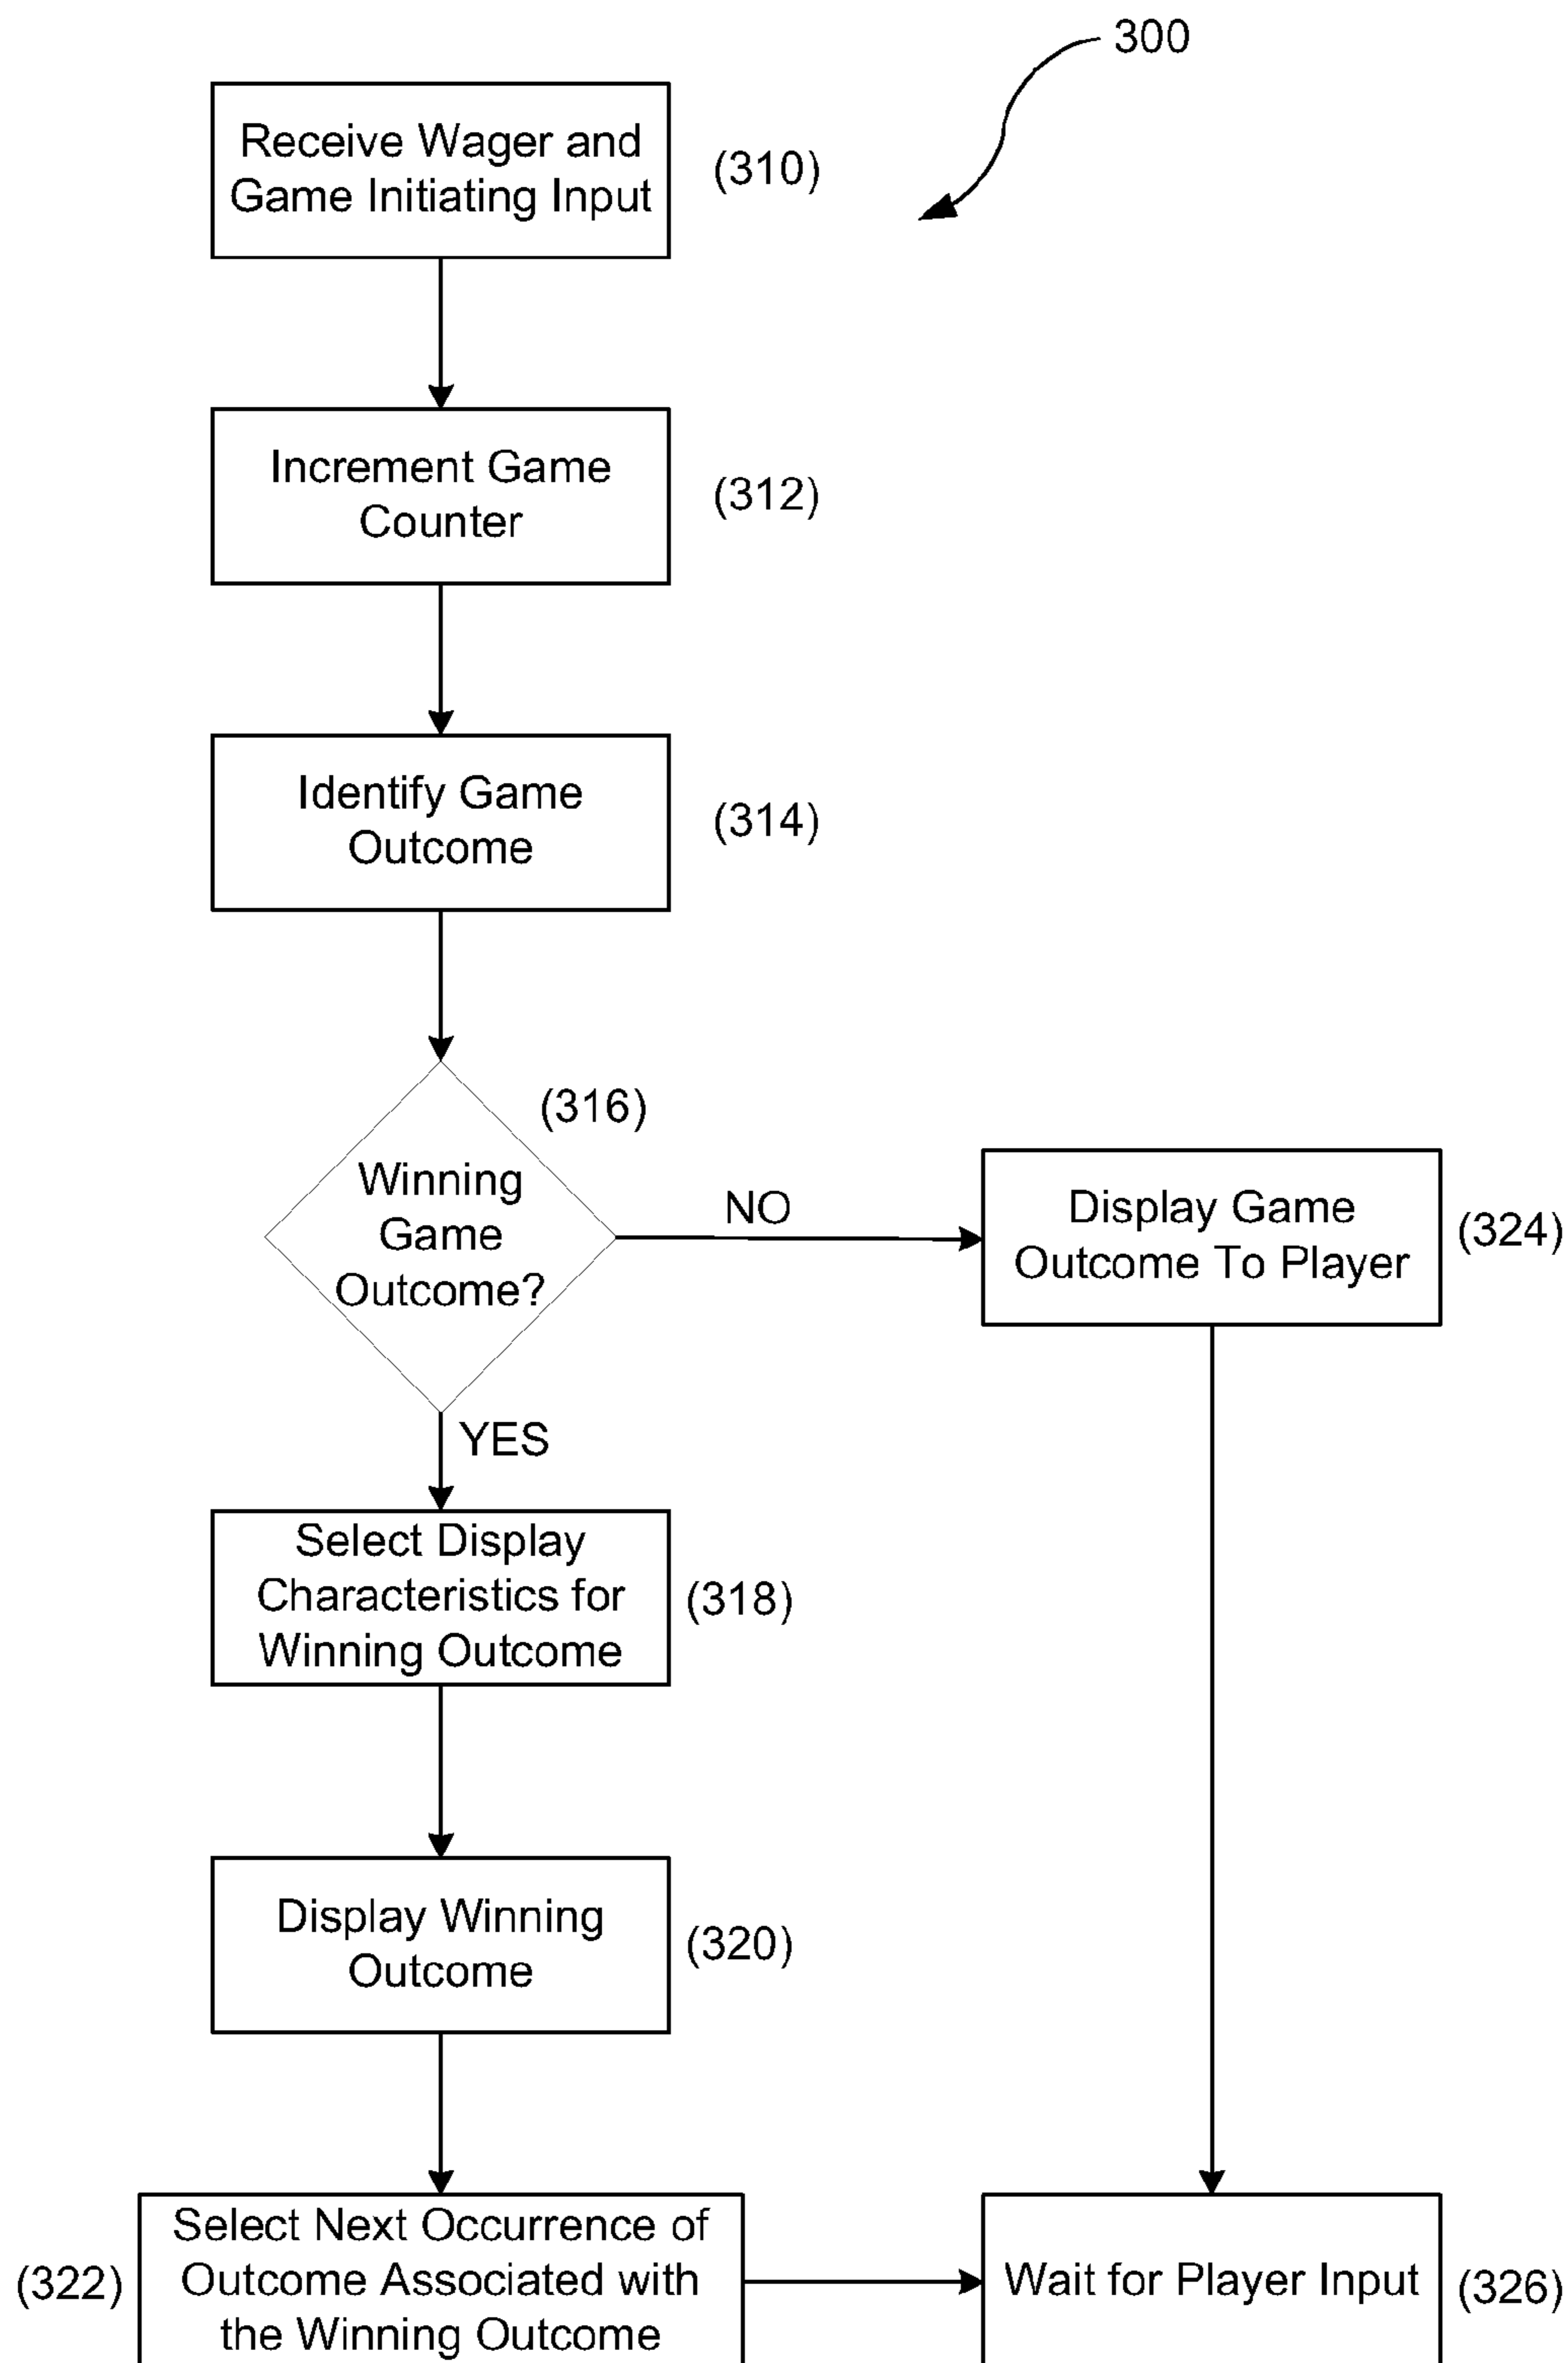 300
Receive Wager and
Game Initiating Input
(310)
Increment Game
Counter
(312)
Identify Game
Outcome
(314)
(316)
Winning
Game
Outcome?
NO
Display Game
Outcome To Player
(324)
YES
Select Display
Characteristics for
Winning Outcome
(318)
Display Winning
Outcome
(320)
(322)
Select Next Occurrence of
Outcome Associated with
the Winning Outcome
Wait for Player Input
(326)